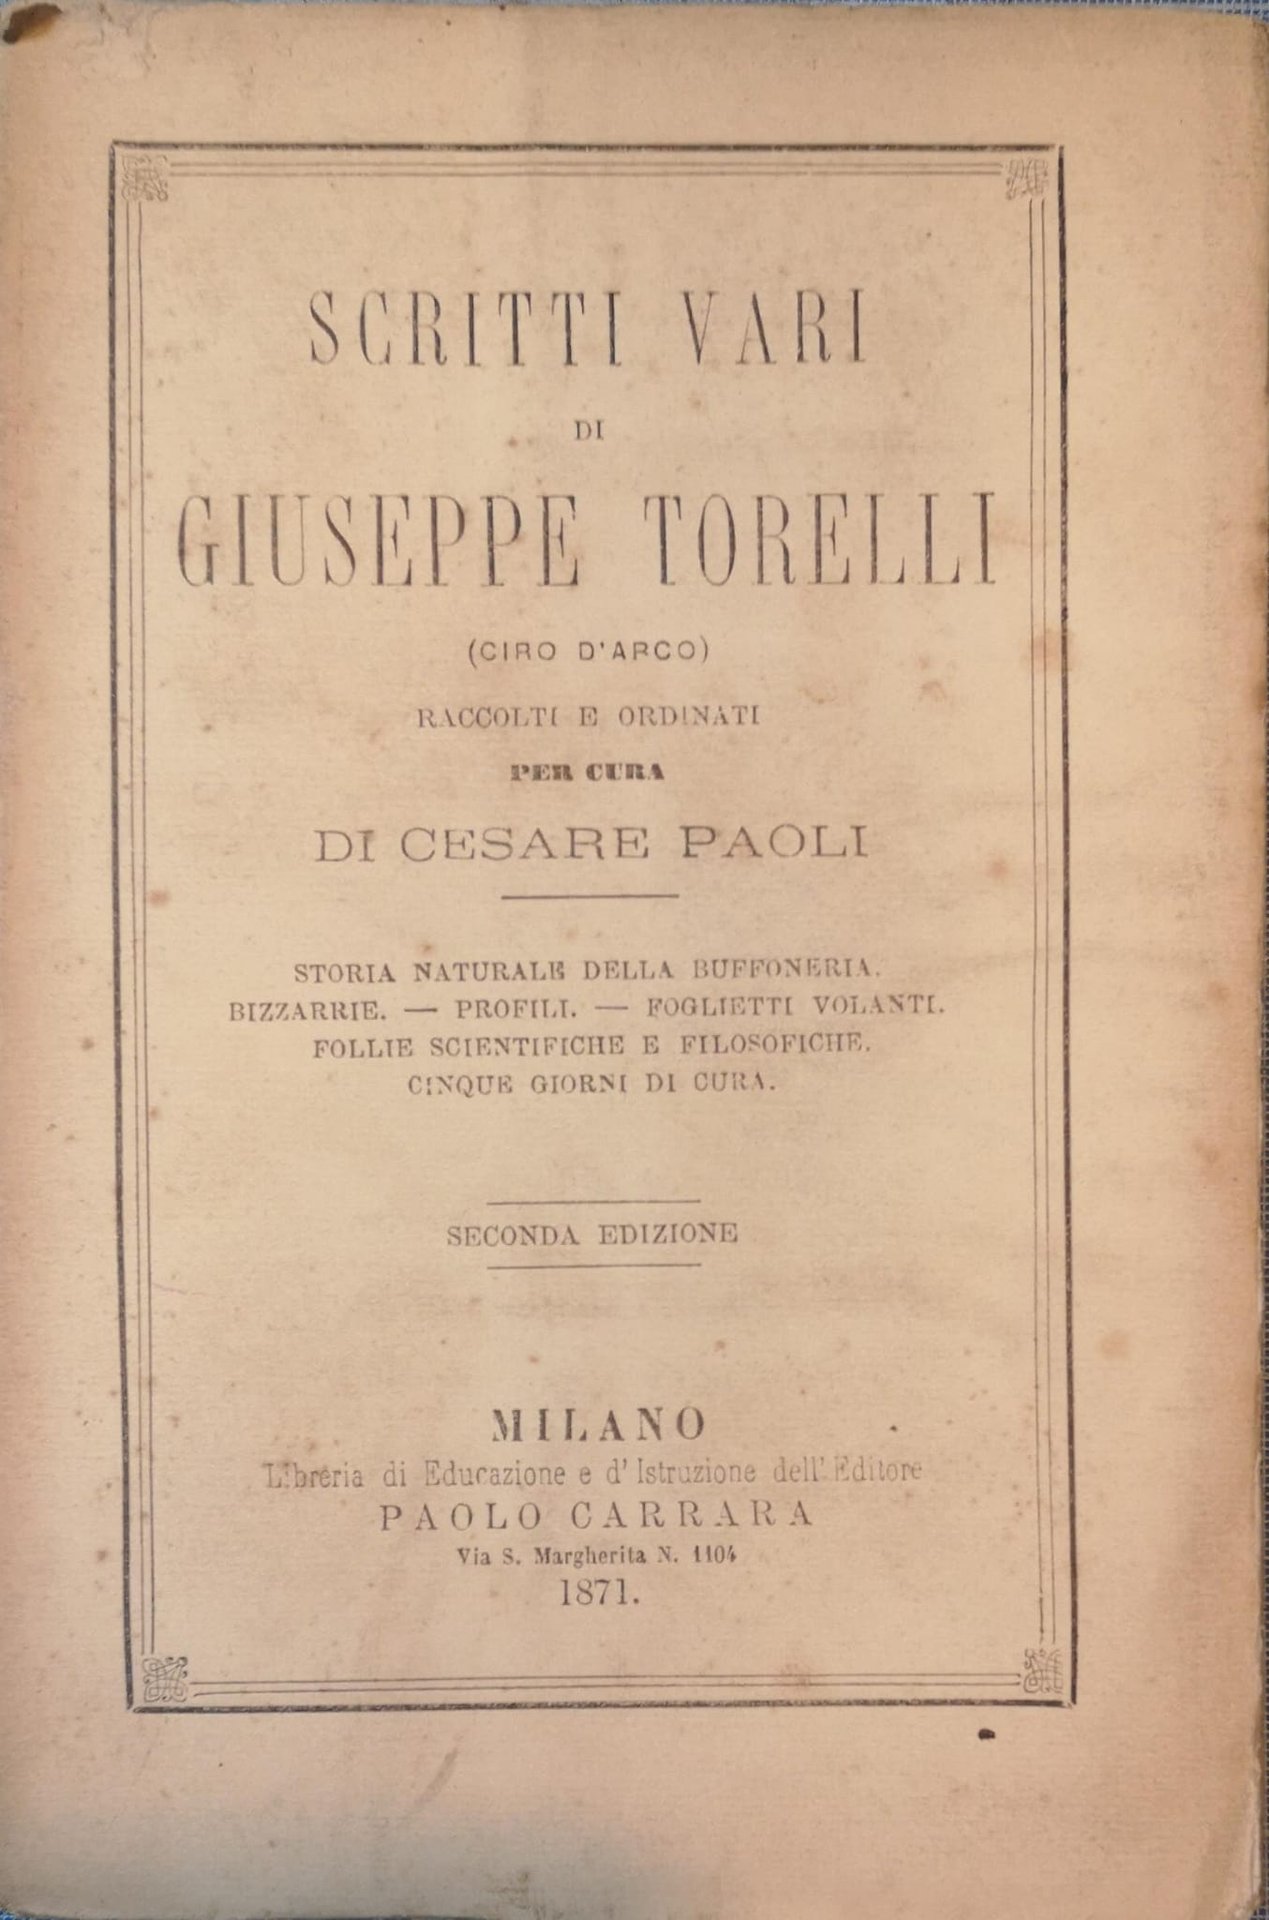 SCRITTI VARI
DI
GIUSEPPE TORELLI
(CIRO D'ARCO)
RACCOLTI E ORDINATI
PER CURA
DI CESARE PAOLI
STORIA NATURALE DELLA BUFFONERIA.
BIZZARRIE. — PROFILI. — FOGLIETTI VOLANTI.
FOLLIE SCIENTIFICHE E FILOSOFICHE.
CINQUE GIORNI DI CURA.
SECONDA EDIZIONE
MILANO
Libreria di Educazione e d' Istruzione dell' Editore
PAOLO CARRARA
Via S. Margherita N. 1104
1871.